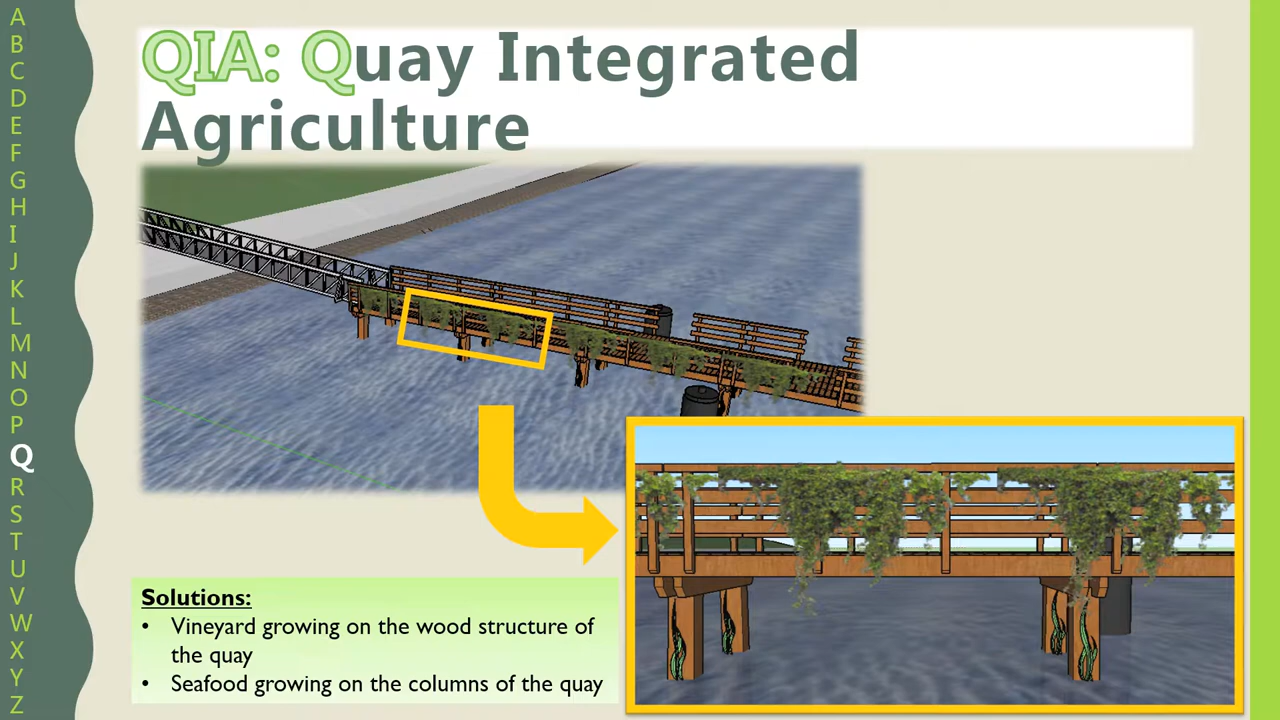 A
B
C
D
E
F
G
H
I
J
K
L
M
N
O
P
Q
R
S
T
U
V
W
X
Y
Z
QIA: Quay Integrated
Agriculture
Solutions:
• Vineyard growing on the wood structure of
the quay
• Seafood growing on the columns of the quay